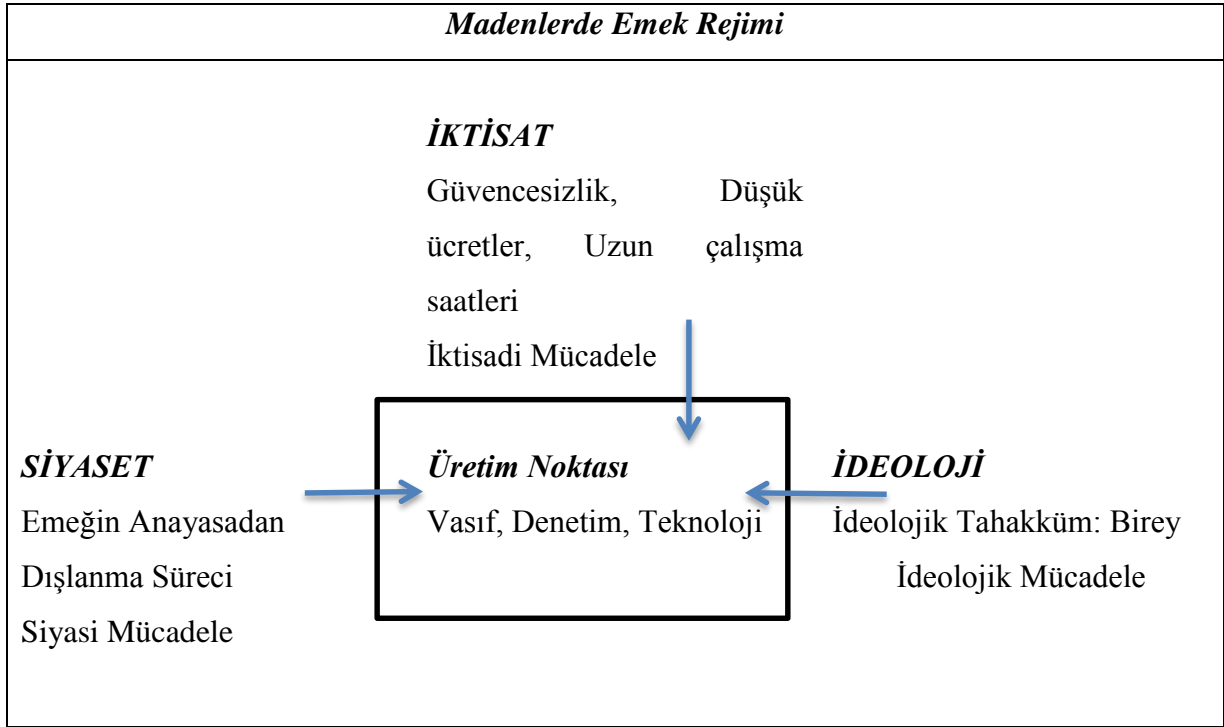 Madenlerde Emek Rejimi
İKTİSAT
Güvencesizlik, Düşük
ücretler, Uzun çalışma
saatleri
İktisadi Mücadele
SİYASET
Emeğin Anayasadan
Dışlanma Süreci
Siyasi Mücadele
Üretim Noktası
Vasıf, Denetim, Teknoloji
İDEOLOJİ
İdeolojik Tahakküm: Birey
İdeolojik Mücadele